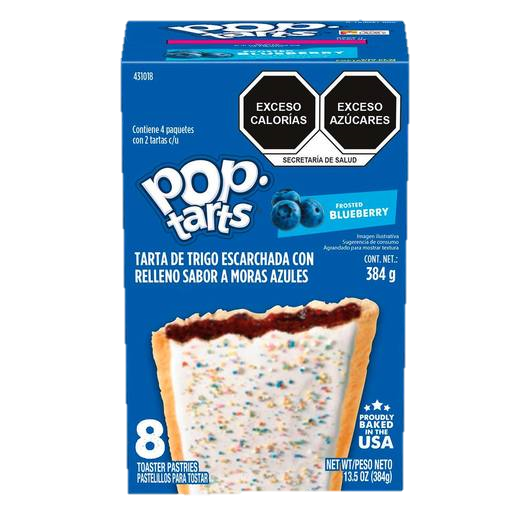 FROSTED
BLUEBERRY
431018
EXCESO
CALORÍAS
EXCESO
AZÚCARES
SECRETARÍA DE SALUD
Contiene 4 paquetes
con 2 tartas c/u
pop.
tarts
FROSTED
BLUEBERRY
Imagen ilustrativa
Sugerencia de consumo
Agrandado para mostrar textura
TARTA DE TRIGO ESCARCHADA CON
RELLENO SABOR A MORAS AZULES
CONT. NET.:
384 g
PROUDLY
BAKED
IN THE
USA
8
TOASTER PASTRIES
PASTELILLOS PARA TOSTAR
NET WT/PESO NETO
13.5 OZ (384g)